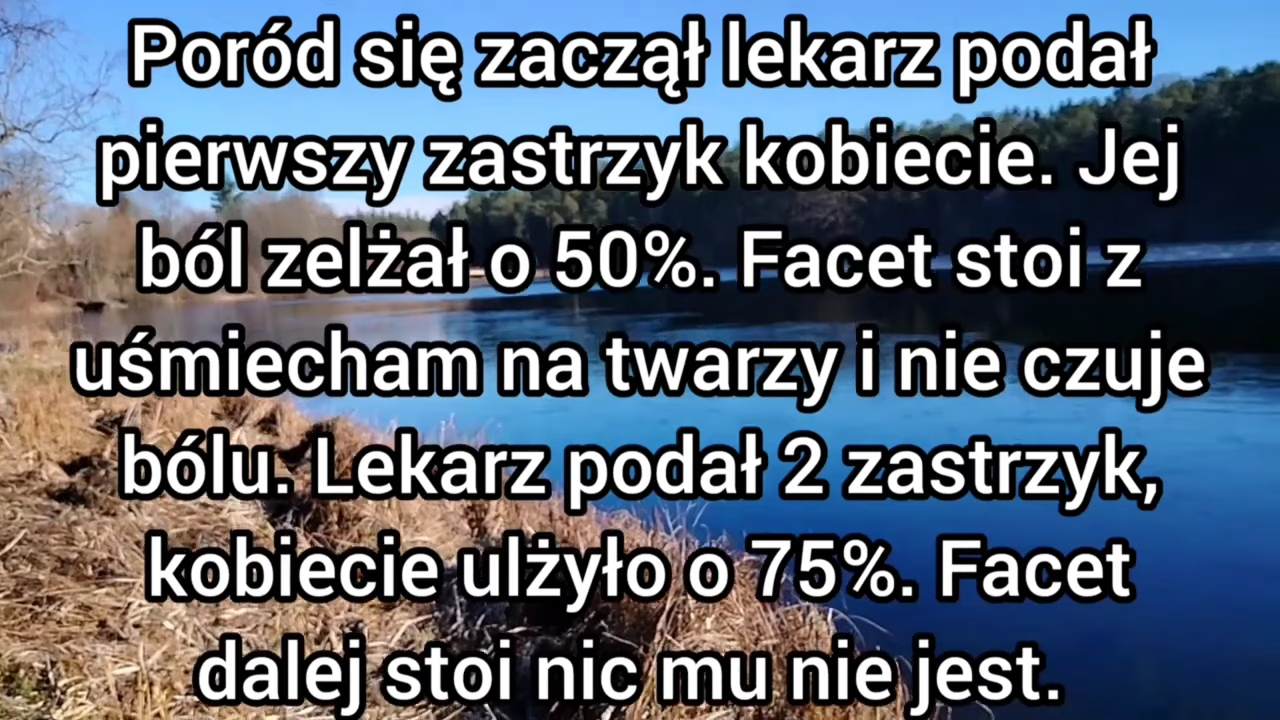 Poród się zaczął lekarz podał
pierwszy zastrzyk kobiecie. Jej
ból zelżał o 50%. Facet stoi z
uśmiecham na twarzy i nie czuje
bólu. Lekarz podał 2 zastrzyk,
kobiecie ulżyło o 75%. Facet
dalej stoi nic mu nie jest.